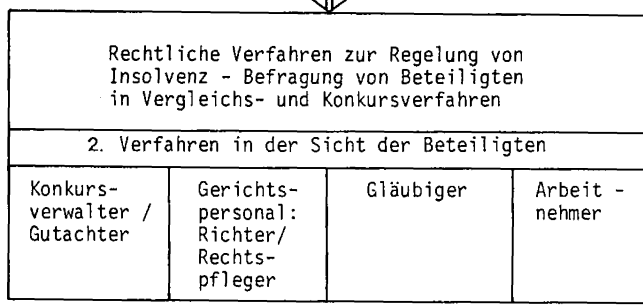 Rechtliche Verfahren zur Regelung von
Insolvenz - Befragung von Beteiligten
in Vergleichs- und Konkursverfahren
2. Verfahren in der Sicht der Beteiligten
Konkurs-
verwalter /
Gutachter
Gerichts-
personal:
Richter/
Rechts-
pfleger
Gläubiger
Arbeit -
nehmer